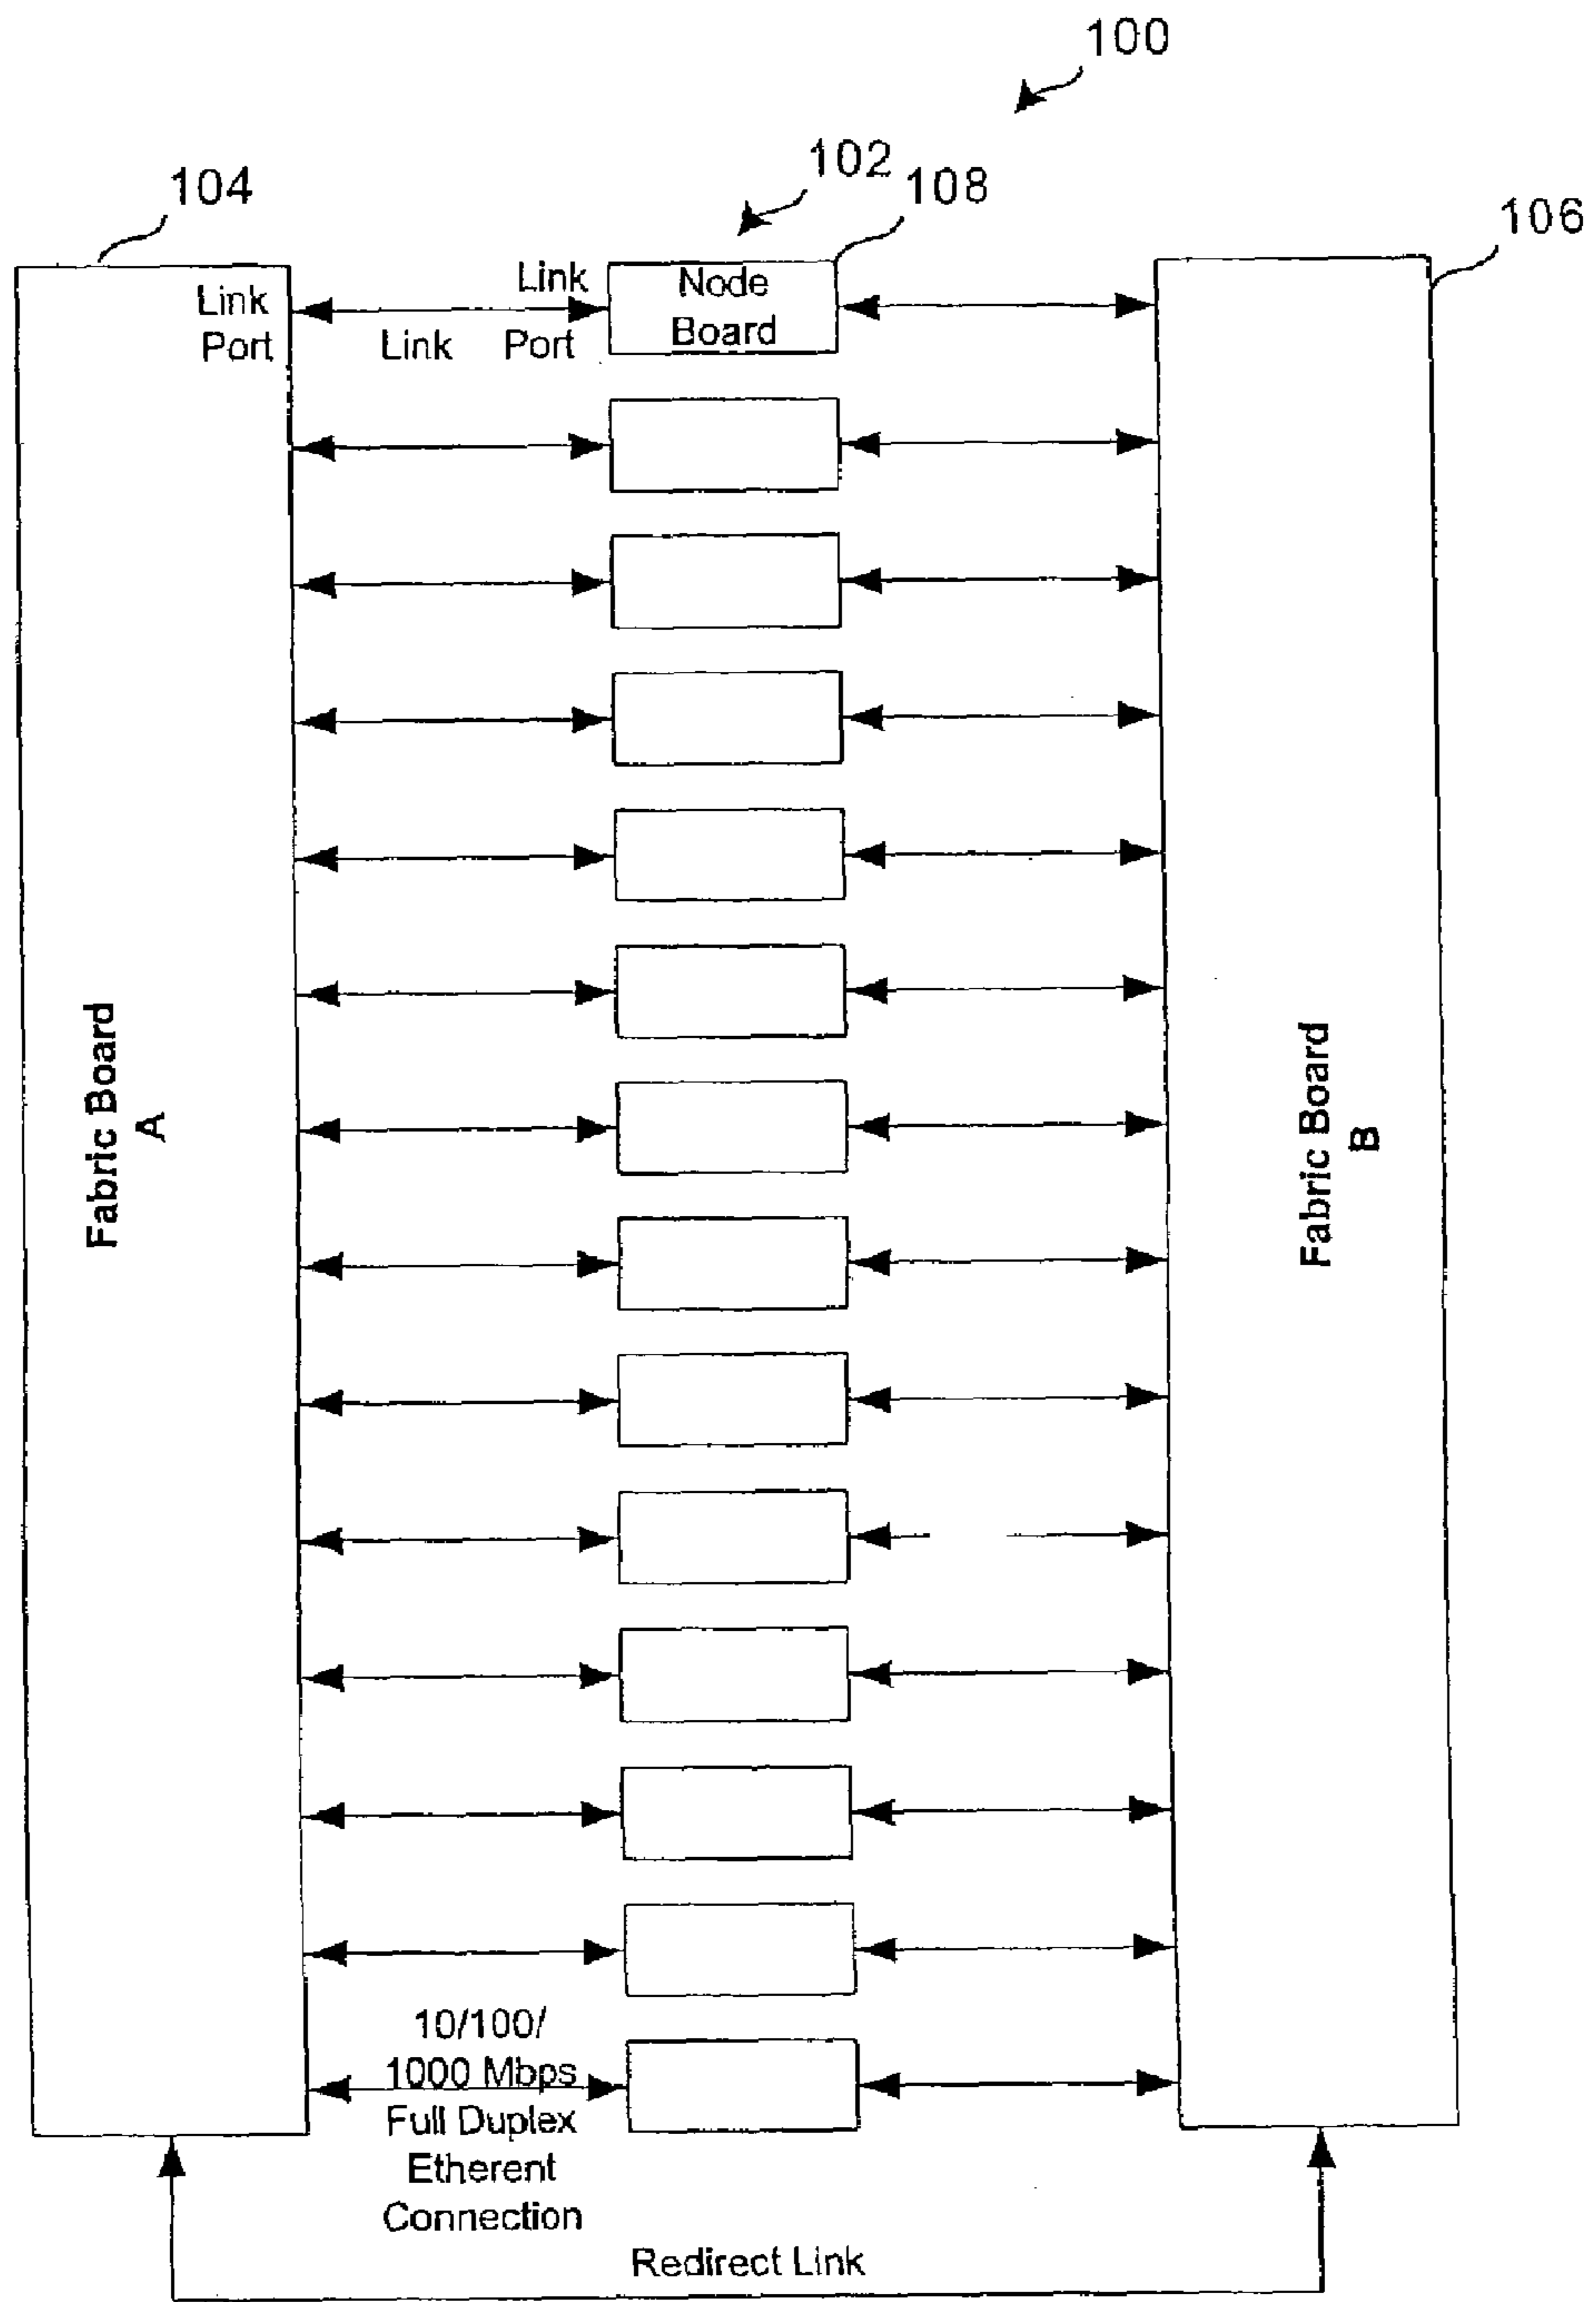 100
102
108
104
106
Link
Port
Link
Link
Port
Node
Board
Fabric Board
A
Fabric Board
B
10/100/
1000 Mbps
Full Duplex
Etherent
Connection
Redirect Link